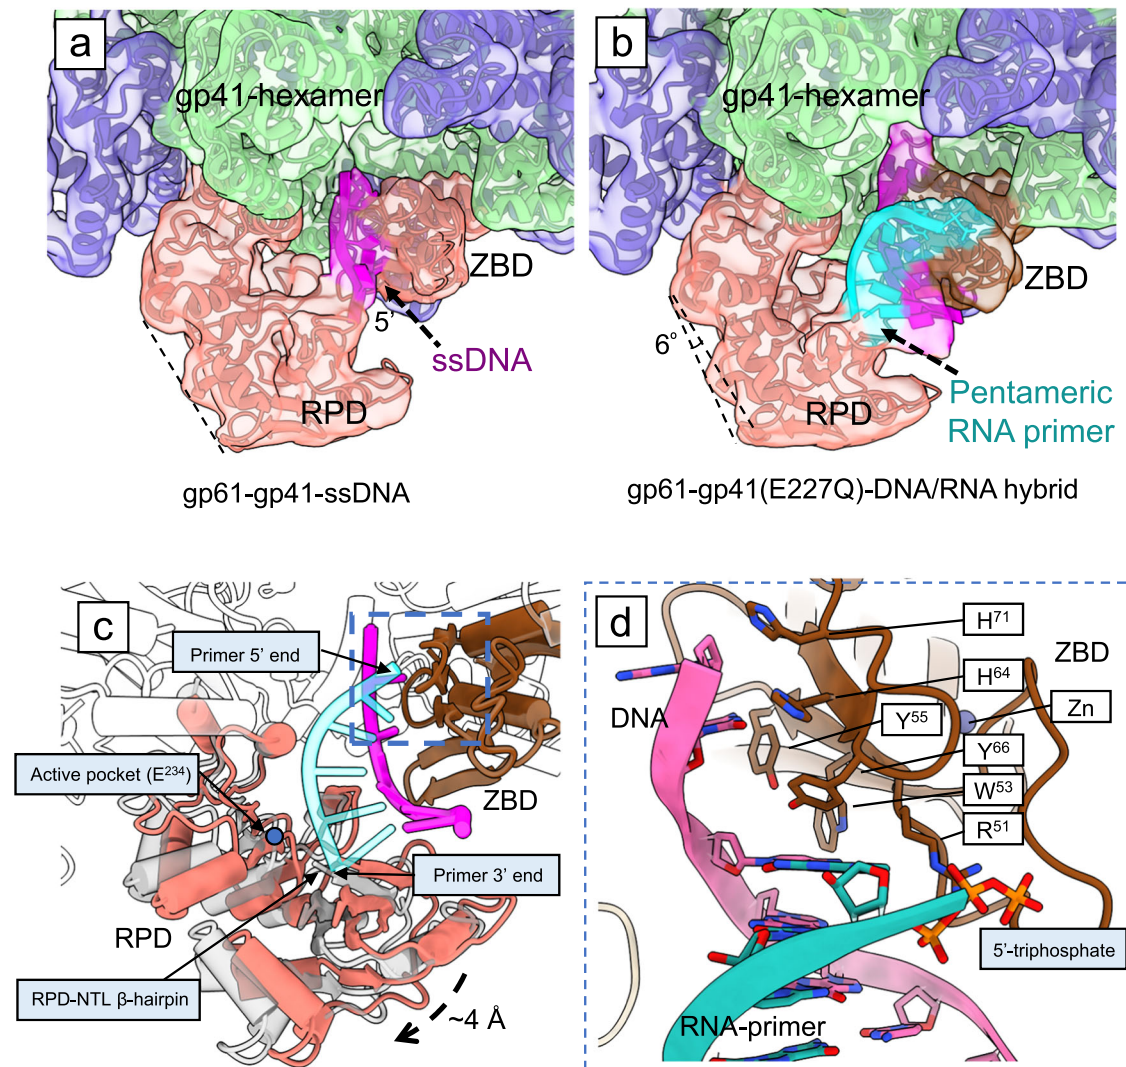 a
gp41-hexamer
ZBD
5’
ssDNA
RPD
gp61-gp41-ssDNA
b
gp41-hexamer
ZBD
6°
RPD
Pentameric
RNA primer
gp61-gp41(E227Q)-DNA/RNA hybrid
c
Primer 5’ end
Active pocket (E²³⁴)
ZBD
Primer 3’ end
RPD
RPD-NTL β-hairpin
~4 Å
d
H⁷¹
ZBD
H⁶⁴
DNA
Zn
Y⁵⁵
Y⁶⁶
W⁵³
R⁵¹
5’-triphosphate
RNA-primer